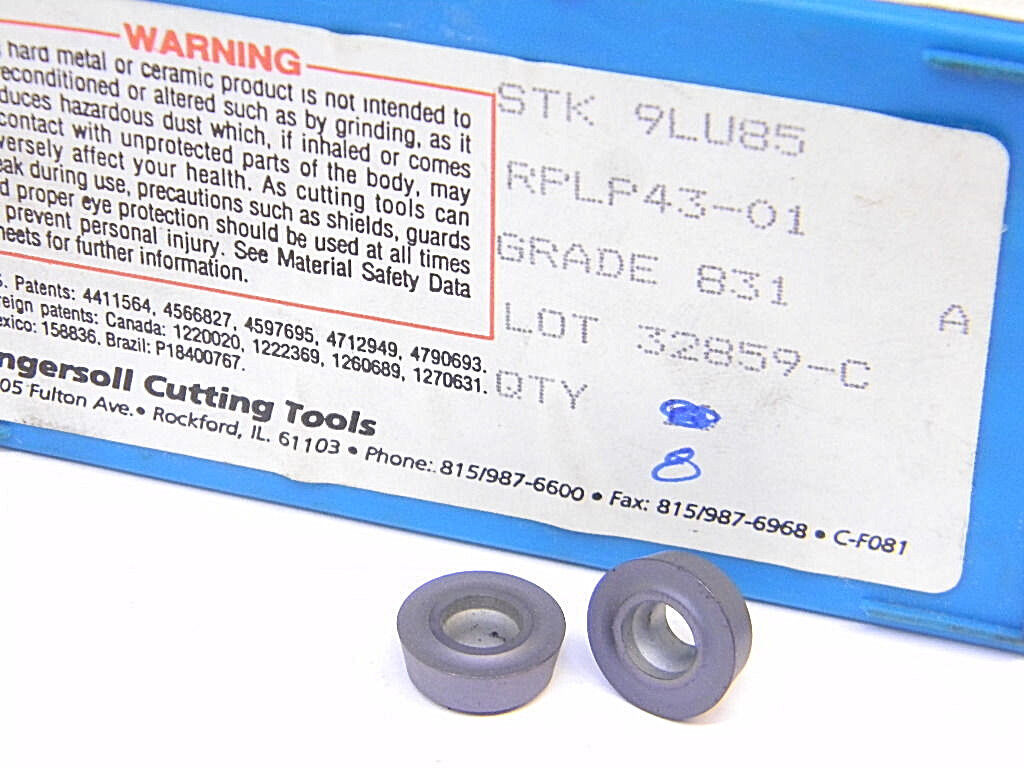 WARNING
hard metal or ceramic product is not intended to
econditioned or altered such as by grinding, as it
duces hazardous dust which, if inhaled or comes
contact with unprotected parts of the body, may
versely affect your health. As cutting tools can
eak during use, precautions such as shields, guards
d proper eye protection should be used at all times
prevent personal injury. See Material Safety Data
heets for further information.
S. Patents: 4411564, 4566827, 4597695, 4712949, 4790693.
reign patents: Canada: 1220020, 1222369, 1260689, 1270631.
exico: 158836, Brazil: P18400767.
ngersoll Cutting Tools
05 Fulton Ave. • Rockford, IL. 61103 • Phone: 815/987-6600 • Fax: 815/987-6968 • C-F081
STK 9LU85
RPLP43-01
GRADE 831
A
LOT 32859-C
QTY
8